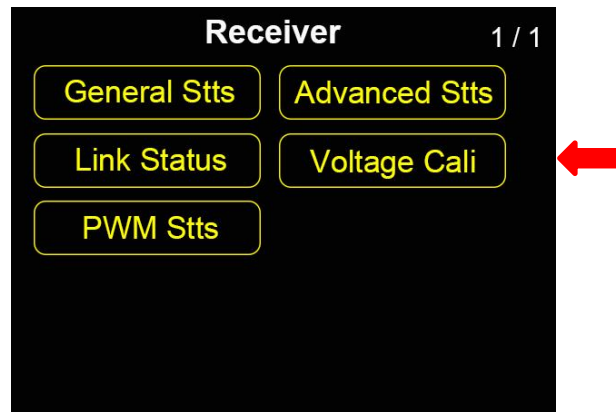 Receiver 1 / 1
General Stts Advanced Stts
Link Status Voltage Cali
PWM Stts